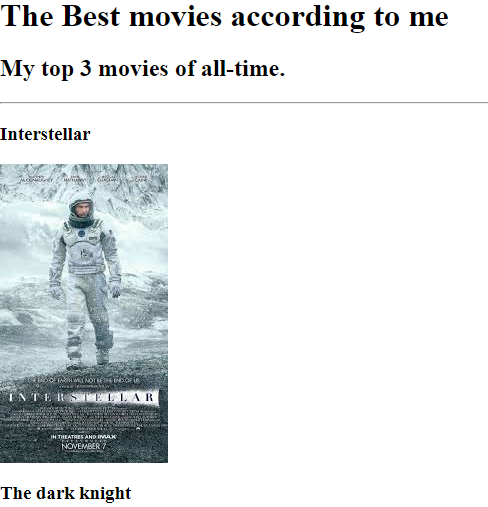 The Best movies according to me
My top 3 movies of all-time.
Interstellar
THE END OF EARTH WILL NOT BE THE END OF US
INTERSTELLAR
IN THEATRES AND IMAX
NOVEMBER 7
The dark knight